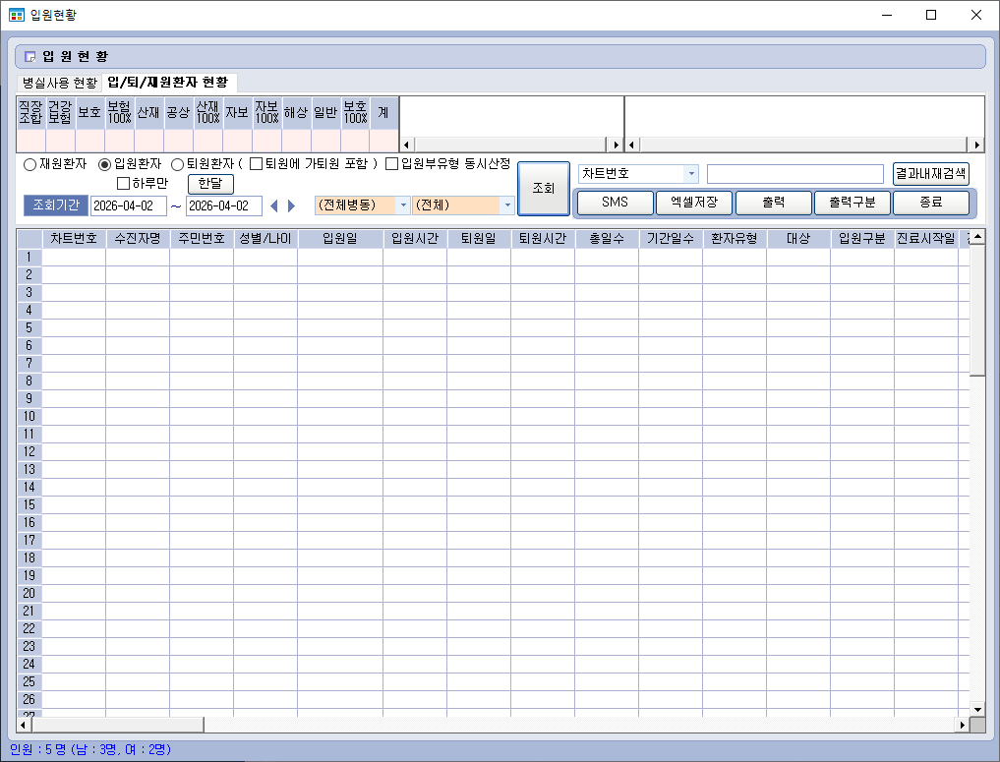 입원현황
입 원 현 황
병실사용 현황 입/퇴/재원환자 현황
직장조합 건강보험 보호 보험100% 산재 공상 산재100% 자보 자보100% 해상 일반 보호100% 계
재원환자 입원환자 퇴원환자 ( 퇴원에 가퇴원 포함 ) 입원부유형 동시산정
하루만 한달
조회기간 2026-04-02 ~ 2026-04-02 (전체병동) (전체)
조회
차트번호 결과내재검색
SMS 엑셀저장 출력 출력구분 종료
차트번호 수진자명 주민번호 성별/나이 입원일 입원시간 퇴원일 퇴원시간 총일수 기간일수 환자유형 대상 입원구분 진료시작일
1
2
3
4
5
6
7
8
9
10
11
12
13
14
15
16
17
18
19
20
21
22
23
24
25
26
27
인원 : 5 명 (남 : 3명, 여 : 2명)